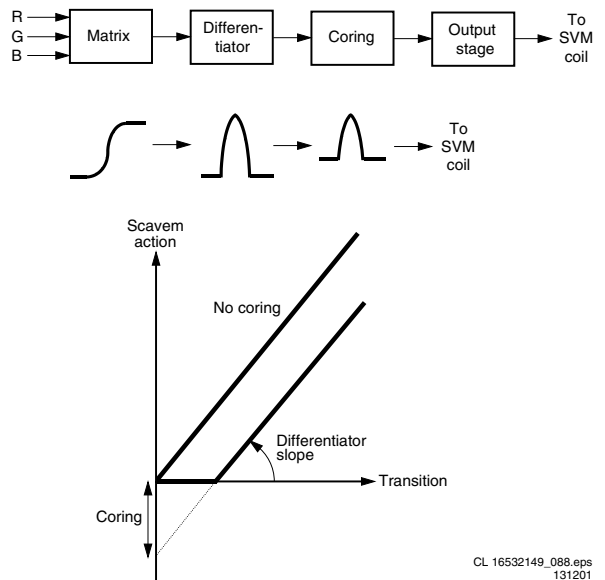 R
G
B
Matrix
Differen-
tiator
Coring
Output
stage
To
SVM
coil
To
SVM
coil
Scavem
action
No coring
Differentiator
slope
Transition
Coring
CL 16532149_088.eps
131201